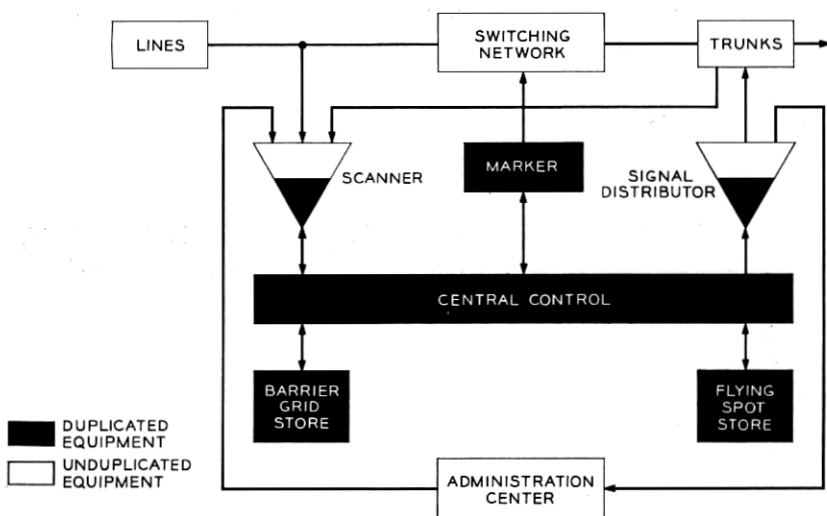 LINES
SWITCHING
NETWORK
TRUNKS
SCANNER
MARKER
SIGNAL
DISTRIBUTOR
CENTRAL CONTROL
BARRIER
GRID
STORE
FLYING
SPOT
STORE
DUPLICATED
EQUIPMENT
UNDUPLICATED
EQUIPMENT
ADMINISTRATION
CENTER